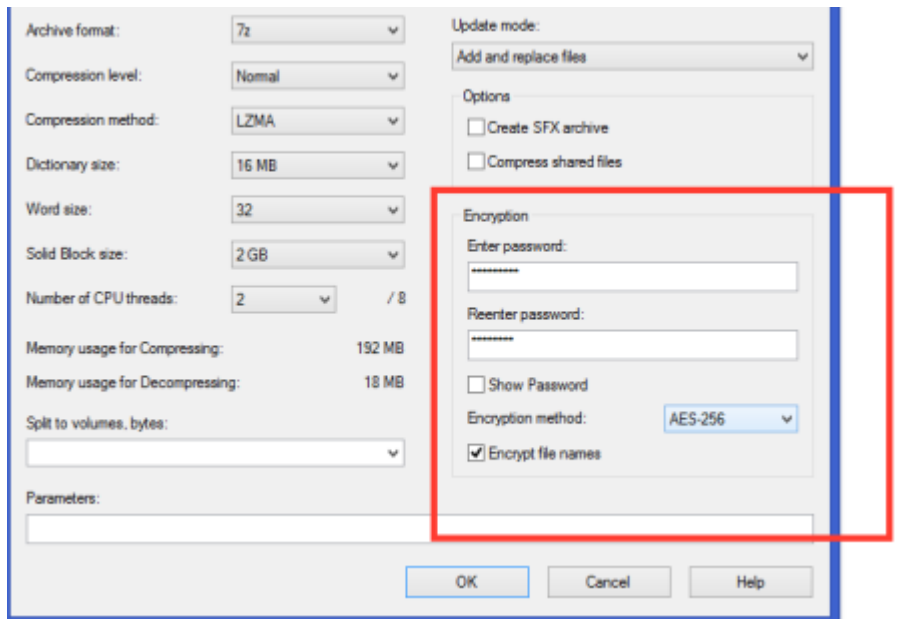 Archive format: 7z
Compression level: Normal
Compression method: LZMA
Dictionary size: 16 MB
Word size: 32
Solid Block size: 2 GB
Number of CPU threads: 2 / 8
Memory usage for Compressing: 192 MB
Memory usage for Decompressing: 18 MB
Split to volumes, bytes:
Parameters:
Update mode:
Add and replace files
Options
Create SFX archive
Compress shared files
Encryption
Enter password:
*********
Reenter password:
********
Show Password
Encryption method: AES-256
Encrypt file names
OK Cancel Help